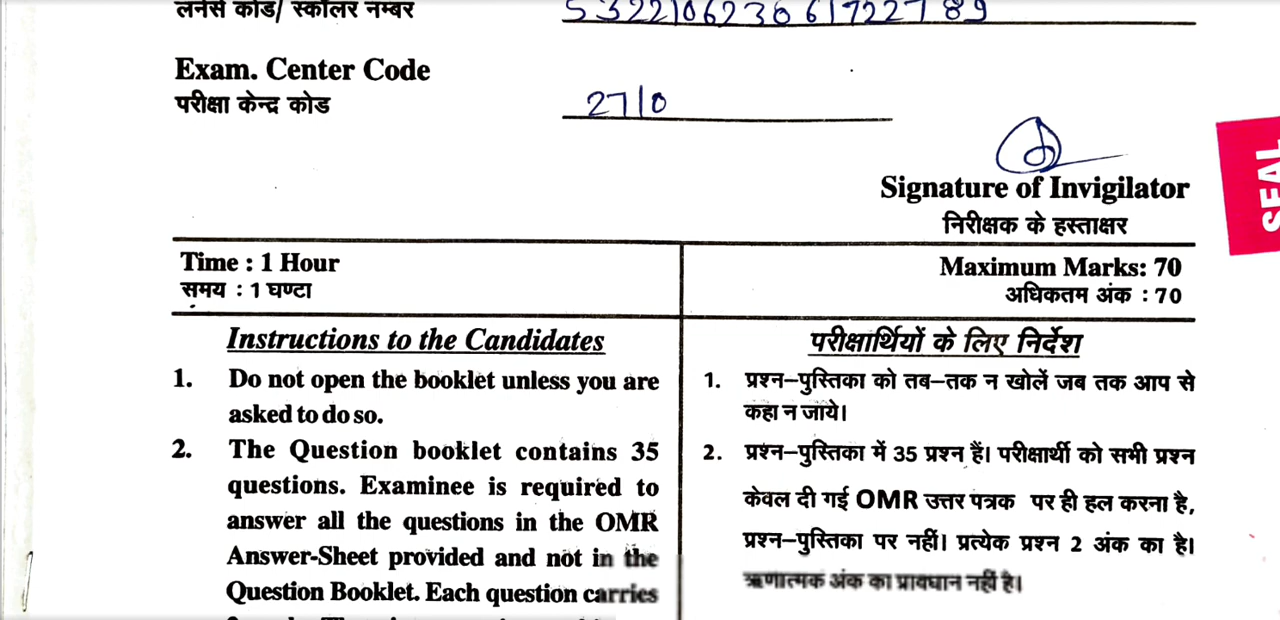 लर्नर्स कोड/ स्कॉलर नम्बर
Exam. Center Code
परीक्षा केन्द्र कोड
2710
Signature of Invigilator
निरीक्षक के हस्ताक्षर
SEAL
Time : 1 Hour
समय : 1 घण्टा
Maximum Marks: 70
अधिकतम अंक : 70
Instructions to the Candidates
1. Do not open the booklet unless you are
asked to do so.
2. The Question booklet contains 35
questions. Examinee is required to
answer all the questions in the OMR
Answer-Sheet provided and not in the
Question Booklet. Each question carries
परीक्षार्थियों के लिए निर्देश
1. प्रश्न–पुस्तिका को तब–तक न खोलें जब तक आप से
कहा न जाये।
2. प्रश्न–पुस्तिका में 35 प्रश्न हैं। परीक्षार्थी को सभी प्रश्न
केवल दी गई OMR उत्तर पत्रक पर ही हल करना है,
प्रश्न–पुस्तिका पर नहीं। प्रत्येक प्रश्न 2 अंक का है।
ऋणात्मक अंक का प्रावधान नहीं है।